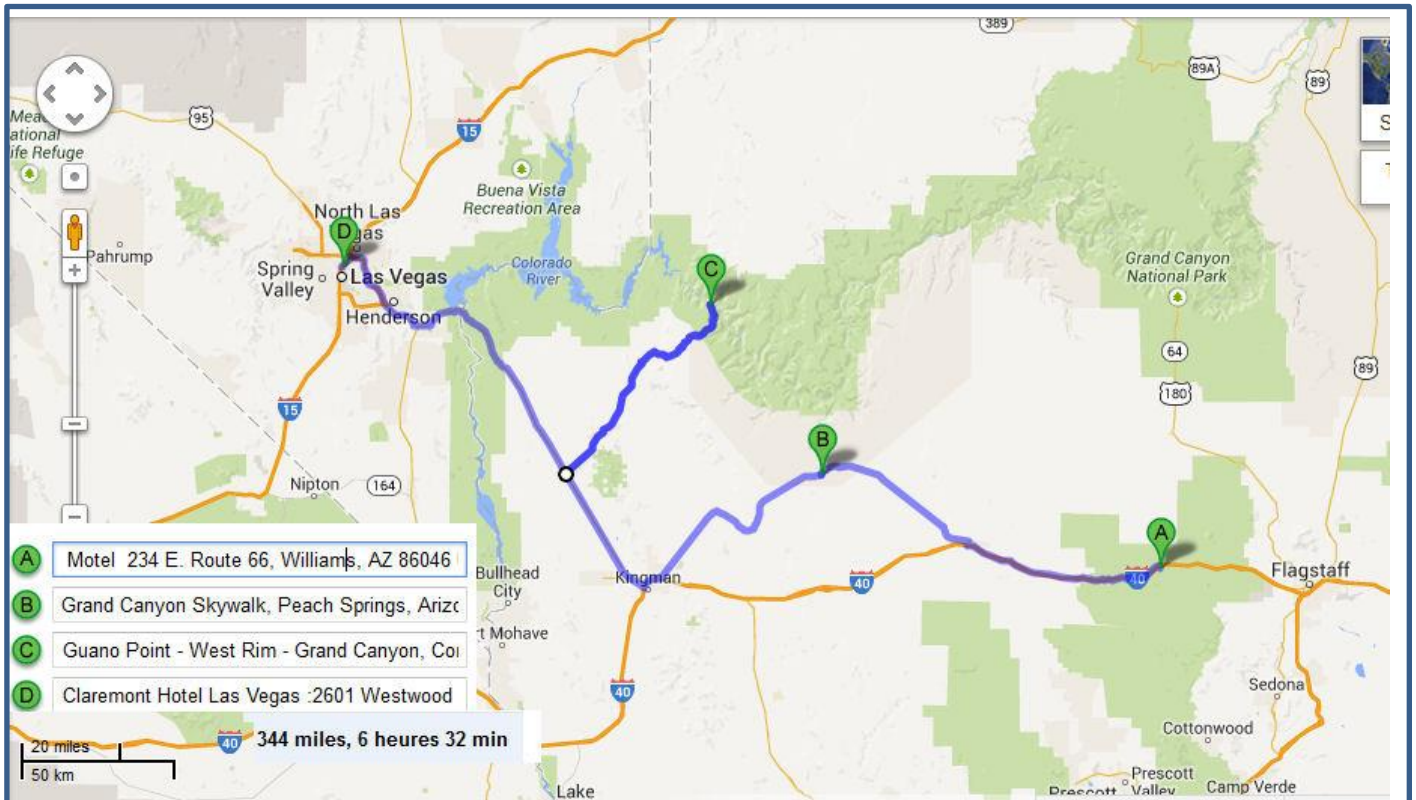 389
89A
89
95
Mea
ational
ife Refuge
15
S
Buena Vista
Recreation Area
North Las
gas
D
Pahrump
Spring
Valley
Las Vegas
Colorado
River
C
Grand Canyon
National Park
Henderson
64
89
180
15
B
Nipton
164
A
A
Motel 234 E. Route 66, Williams, AZ 86046
Bullhead
City
Kingman
40
40
Flagstaff
B
Grand Canyon Skywalk, Peach Springs, Arizo
C
Guano Point - West Rim - Grand Canyon, Co
t Mohave
D
Claremont Hotel Las Vegas :2601 Westwood
40
Sedona
Cottonwood
20 miles
50 km
40
344 miles, 6 heures 32 min
Lake
Prescott
Prescott
Valley
Camp Verde